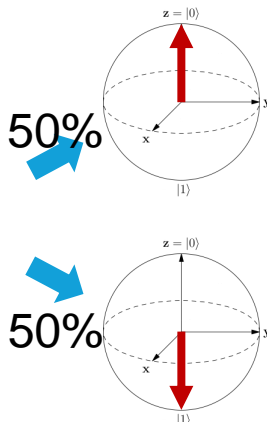 z = |0⟩
y
50%
x
|1⟩
z = |0⟩
50%
y
x
|1⟩